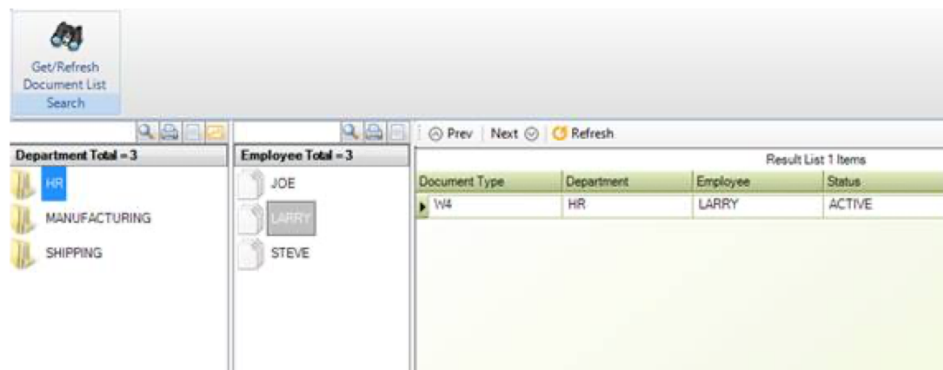 Get/Refresh
Document List
Search
Department Total = 3
HR
MANUFACTURING
SHIPPING
Employee Total = 3
JOE
LARRY
STEVE
Prev Next Refresh
Result List 1 Items
Document Type Department Employee Status
W4 HR LARRY ACTIVE